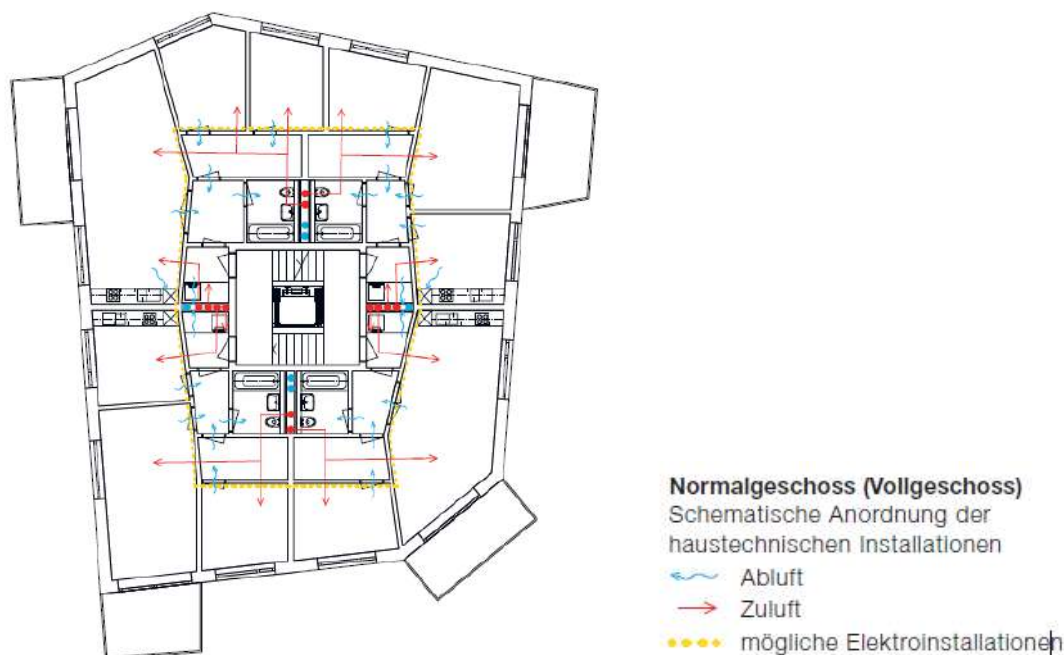 Normalgeschoss (Vollgeschoss)
Schematische Anordnung der
haustechnischen Installationen
Abluft
Zuluft
mögliche Elektroinstallationen